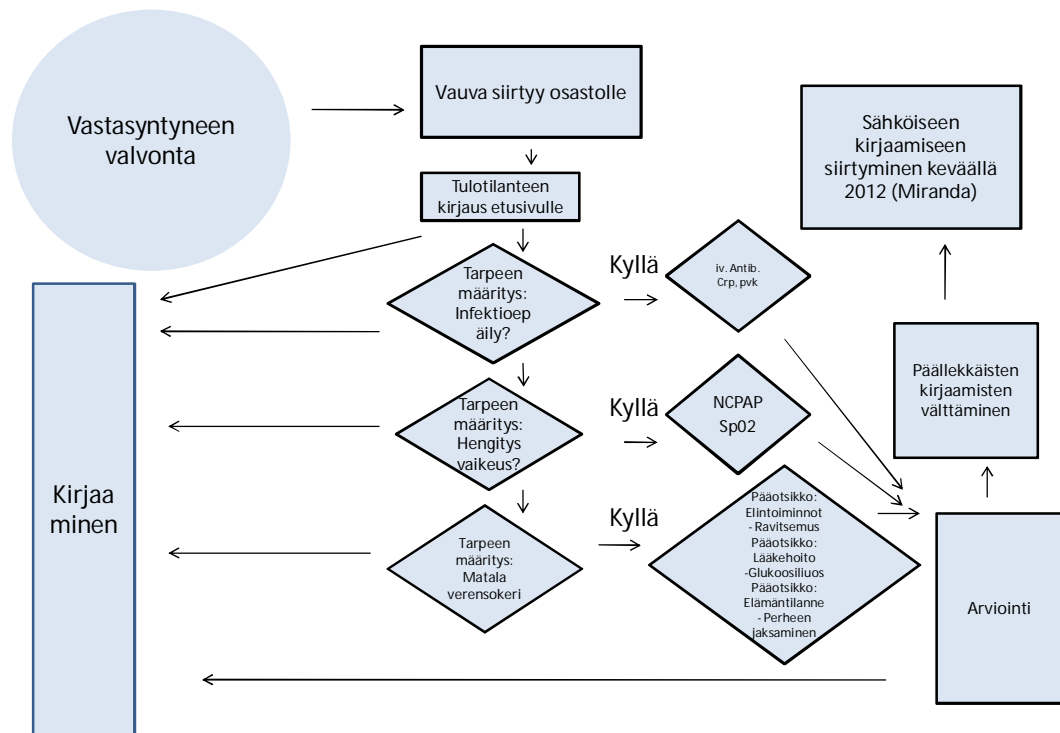 Vastasyntyneen
valvonta
Vauva siirtyy osastolle
Sähköiseen
kirjaamiseen
siirtyminen keväällä
2012 (Miranda)
Tulotilanteen
kirjaus etusivulle
Tarpeen
määritys:
Infektioep
äily?
Kyllä
iv. Antib.
Crp, pvk
Päällekkäisten
kirjaamisten
välttäminen
Tarpeen
määritys:
Hengitys
vaikeus?
Kyllä
NCPAP
Sp02
Kirjaa
minen
Tarpeen
määritys:
Matala
verensokeri
Kyllä
Pääotsikko:
Elintoiminnot
- Ravitsemus
Pääotsikko:
Lääkehoito
-Glukoosiliuos
Pääotsikko:
Elämäntilanne
- Perheen
jaksaminen
Arviointi